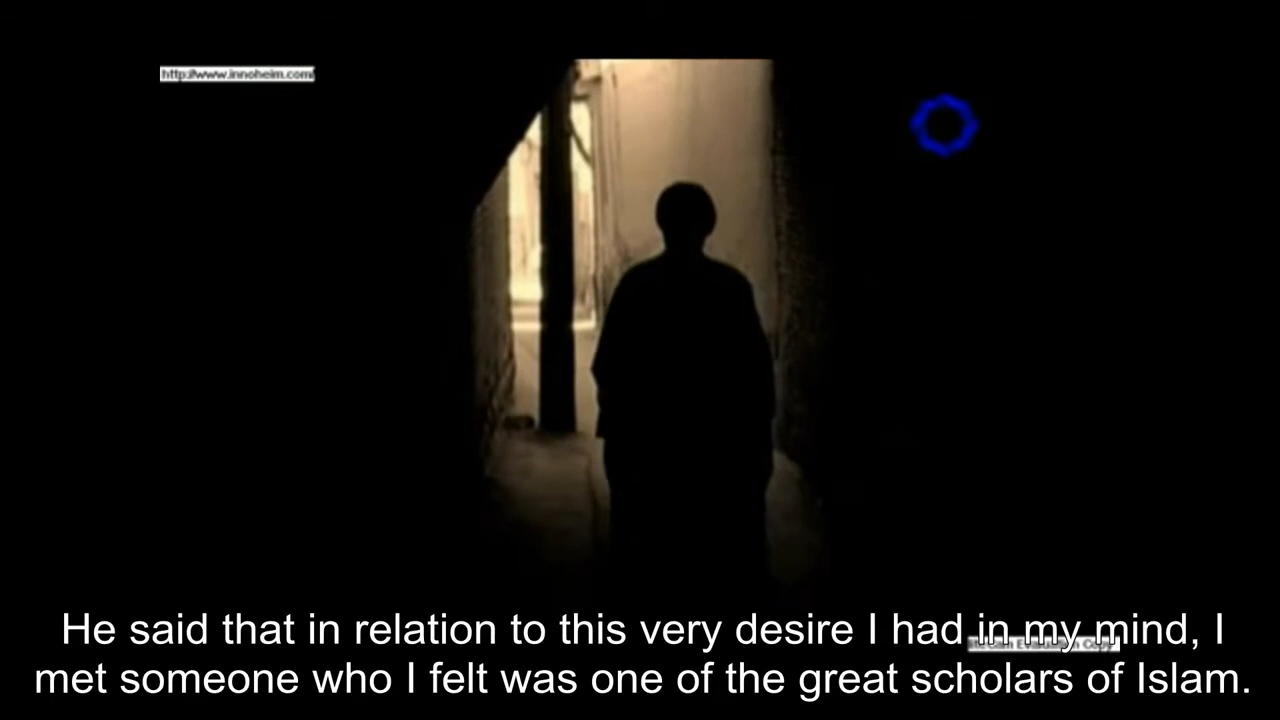 http://www.innoheim.com/
He said that in relation to this very desire I had in my mind, I
met someone who I felt was one of the great scholars of Islam.